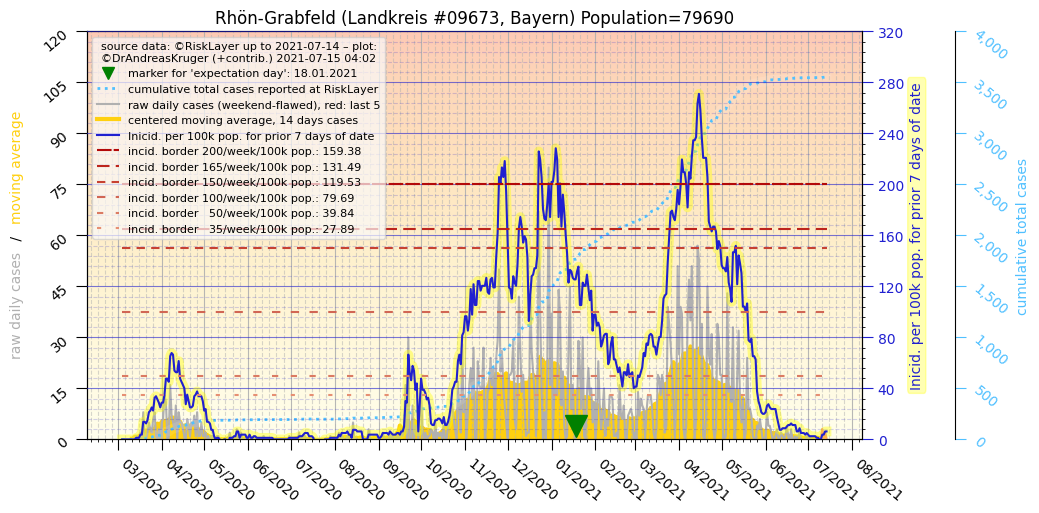 Rhön-Grabfeld (Landkreis #09673, Bayern) Population=79690
source data: ©RiskLayer up to 2021-07-14 – plot:
©DrAndreasKruger (+contrib.) 2021-07-15 04:02
marker for 'expectation day': 18.01.2021
cumulative total cases reported at RiskLayer
raw daily cases (weekend-flawed), red: last 5
centered moving average, 14 days cases
Inicid. per 100k pop. for prior 7 days of date
incid. border 200/week/100k pop.: 159.38
incid. border 165/week/100k pop.: 131.49
incid. border 150/week/100k pop.: 119.53
incid. border 100/week/100k pop.: 79.69
incid. border   50/week/100k pop.: 39.84
incid. border   35/week/100k pop.: 27.89
raw daily cases / moving average
120
105
90
75
60
45
30
15
0
03/2020
04/2020
05/2020
06/2020
07/2020
08/2020
09/2020
10/2020
11/2020
12/2020
01/2021
02/2021
03/2021
04/2021
05/2021
06/2021
07/2021
08/2021
320
280
240
200
160
120
80
40
0
Inicid. per 100k pop. for prior 7 days of date
4,000
3,500
3,000
2,500
2,000
1,500
1,000
500
0
cumulative total cases